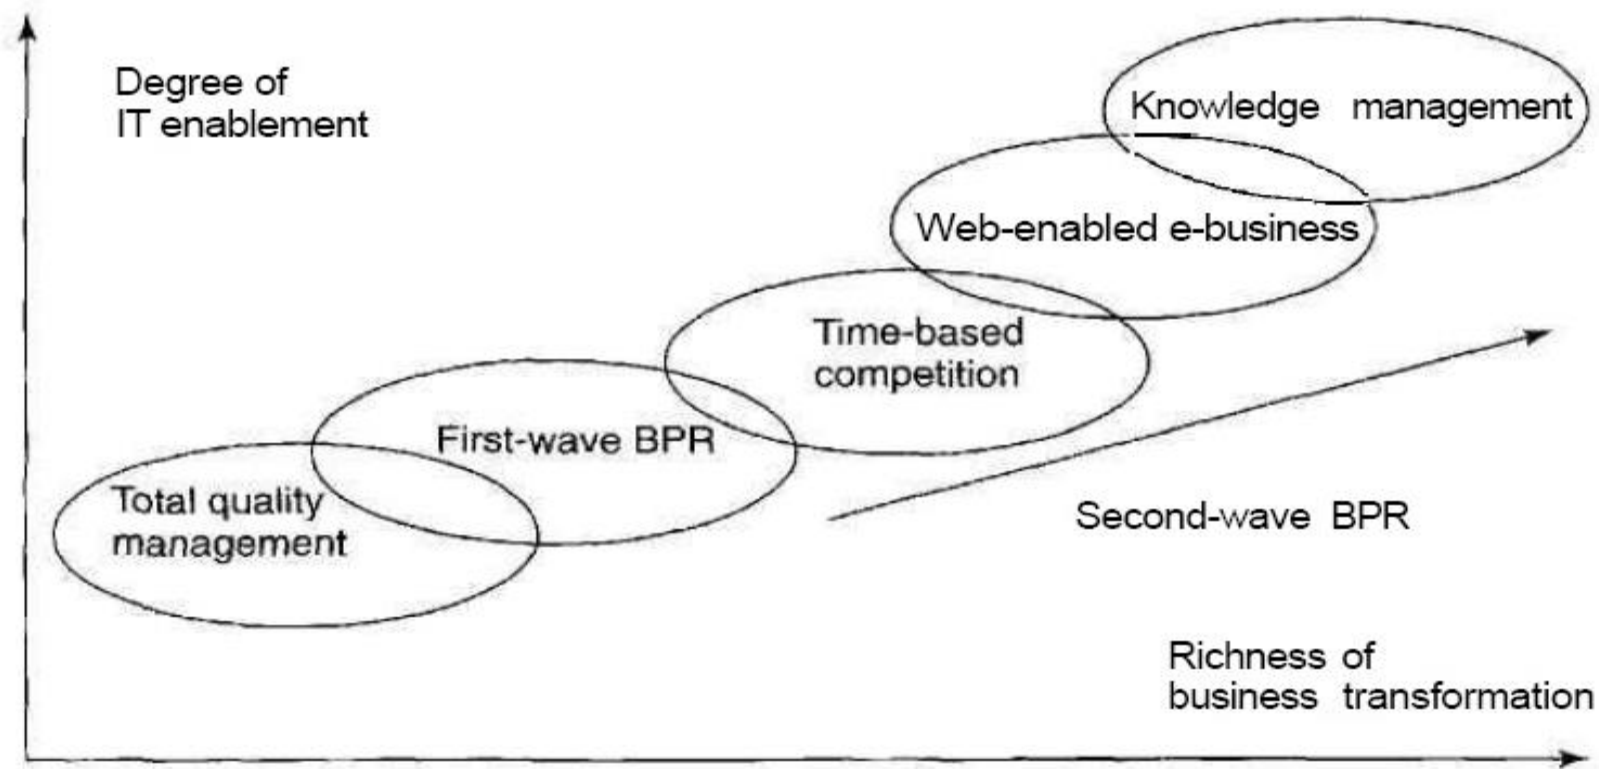 Degree of
IT enablement
Knowledge management
Web-enabled e-business
Time-based
competition
First-wave BPR
Total quality
management
Second-wave BPR
Richness of
business transformation